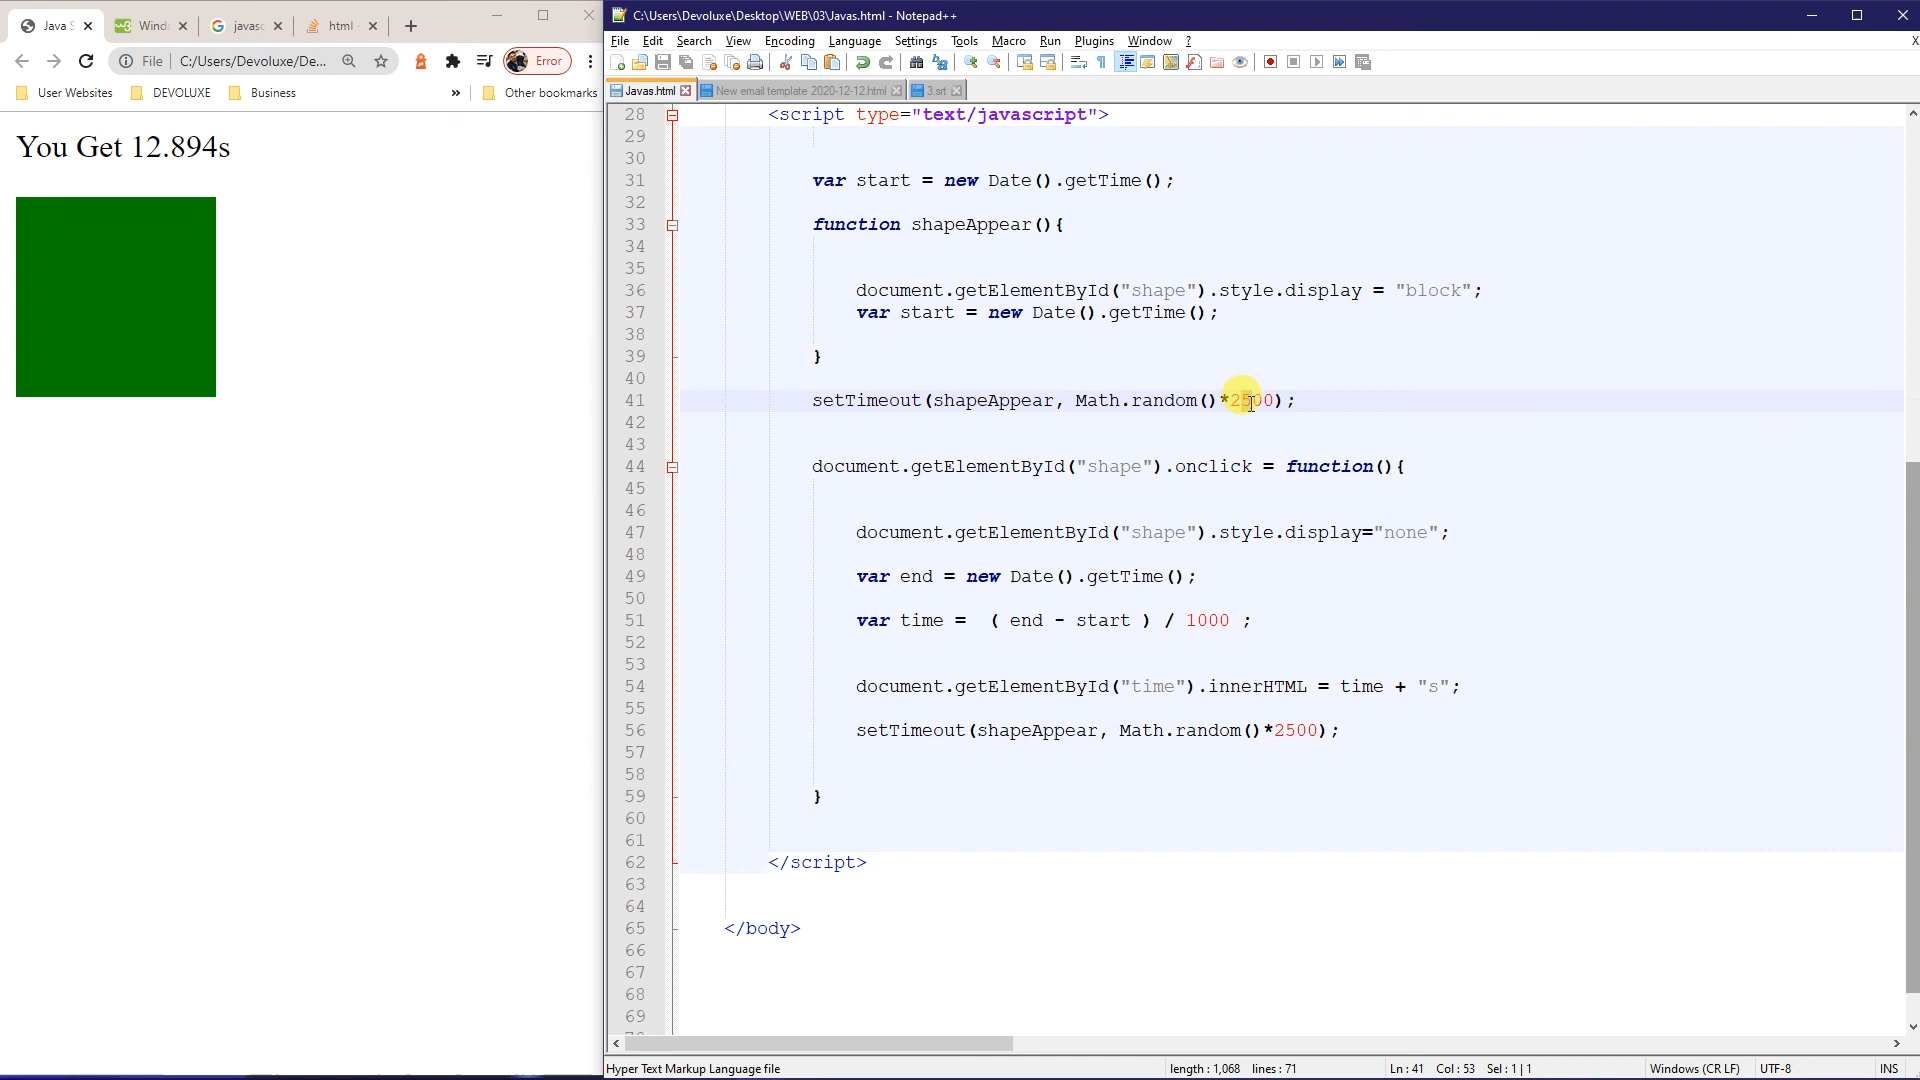 Java S
Windo
javasc
html -
File
C:/Users/Devoluxe/De...
Error
User Websites
DEVOLUXE
Business
»
Other bookmarks
You Get 12.894s
C:\Users\Devoluxe\Desktop\WEB\03\Javas.html - Notepad++
File Edit Search View Encoding Language Settings Tools Macro Run Plugins Window ?
X
Javas.html
New email template 2020-12-12.html
3.srt
28 <script type="text/javascript">
29
30
31 var start = new Date().getTime();
32
33 function shapeAppear(){
34
35
36 document.getElementById("shape").style.display = "block";
37 var start = new Date().getTime();
38
39 }
40
41 setTimeout(shapeAppear, Math.random()*2500);
42
43
44 document.getElementById("shape").onclick = function(){
45
46
47 document.getElementById("shape").style.display="none";
48
49 var end = new Date().getTime();
50
51 var time = ( end - start ) / 1000 ;
52
53
54 document.getElementById("time").innerHTML = time + "s";
55
56 setTimeout(shapeAppear, Math.random()*2500);
57
58
59 }
60
61
62 </script>
63
64
65 </body>
66
67
68
69
Hyper Text Markup Language file
length : 1,068 lines : 71
Ln : 41 Col : 53 Sel : 1 | 1
Windows (CR LF)
UTF-8
INS